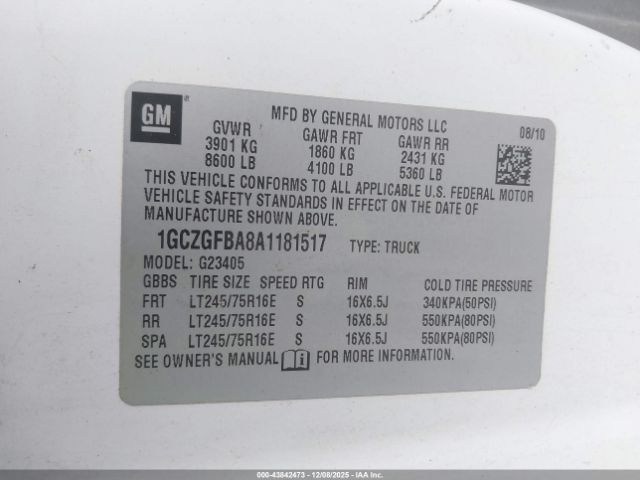 GM ®
MFD BY GENERAL MOTORS LLC 08/10
GVWR GAWR FRT GAWR RR
3901 KG 1860 KG 2431 KG
8600 LB 4100 LB 5360 LB
THIS VEHICLE CONFORMS TO ALL APPLICABLE U.S. FEDERAL MOTOR
VEHICLE SAFETY STANDARDS IN EFFECT ON THE DATE OF
MANUFACTURE SHOWN ABOVE.
1GCZGFBA8A1181517 TYPE: TRUCK
MODEL: G23405
GBBS TIRE SIZE SPEED RTG RIM COLD TIRE PRESSURE
FRT LT245/75R16E S 16X6.5J 340KPA(50PSI)
RR LT245/75R16E S 16X6.5J 550KPA(80PSI)
SPA LT245/75R16E S 16X6.5J 550KPA(80PSI)
SEE OWNER'S MANUAL FOR MORE INFORMATION.
000-43842473 - 12/08/2025 - IAA Inc.